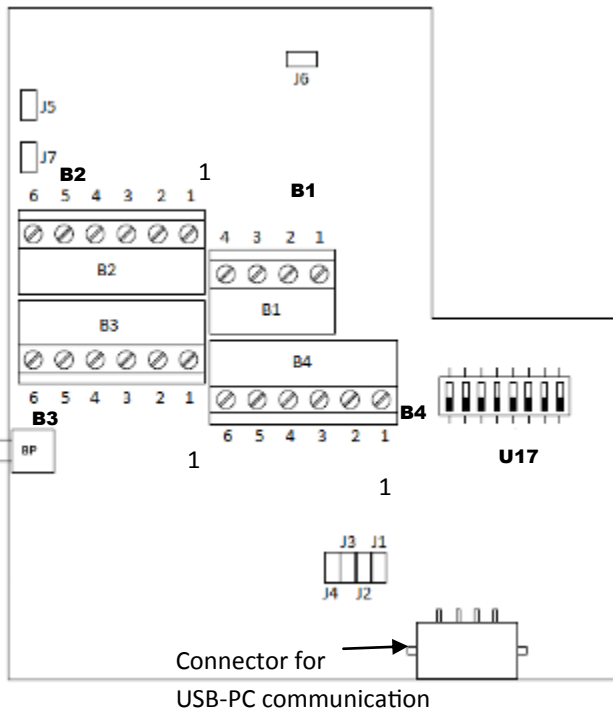 J6
J5
J7
B2
1
B1
6 5 4 3 2 1
4 3 2 1
B2
B1
B3
B4
6 5 4 3 2 1
B3
B4
6 5 4 3 2 1
BP
1
U17
1
J3 J1
J4 J2
Connector for
USB-PC communication